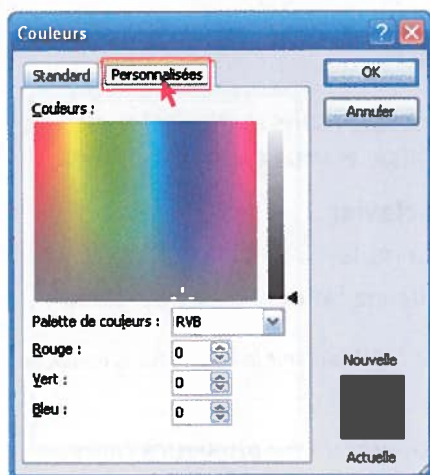 Couleurs
Standard Personnalisées
OK
Annuler
Couleurs :
Palette de couleurs : RVB
Rouge : 0
Vert : 0
Bleu : 0
Nouvelle
Actuelle